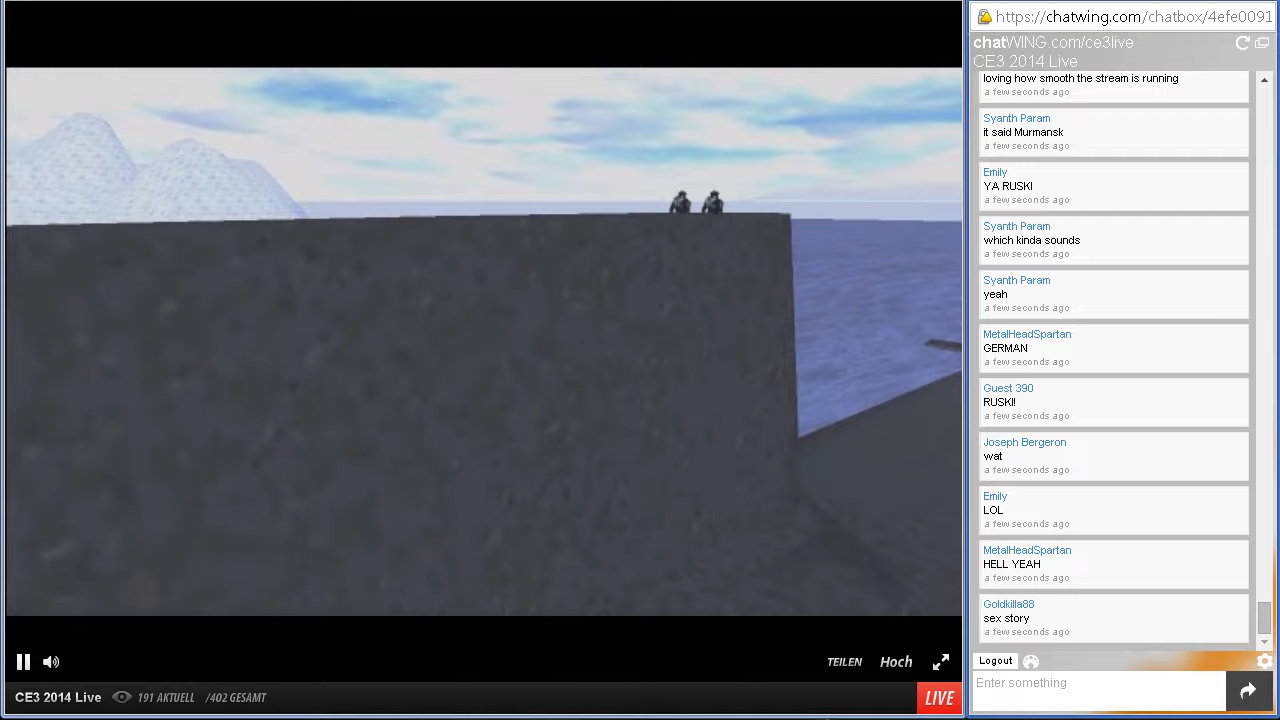 https://chatwing.com/chatbox/4efe0091
chatWING.com/ce3live
CE3 2014 Live
loving how smooth the stream is running
a few seconds ago
Syanth Param
it said Murmansk
a few seconds ago
Emily
YA RUSKI
a few seconds ago
Syanth Param
which kinda sounds
a few seconds ago
Syanth Param
yeah
a few seconds ago
MetalHeadSpartan
GERMAN
a few seconds ago
Guest 390
RUSKI!
a few seconds ago
Joseph Bergeron
wat
a few seconds ago
Emily
LOL
a few seconds ago
MetalHeadSpartan
HELL YEAH
a few seconds ago
Goldkilla88
sex story
a few seconds ago
Logout
Enter something
TEILEN Hoch
CE3 2014 Live 191 AKTUELL /402 GESAMT
LIVE